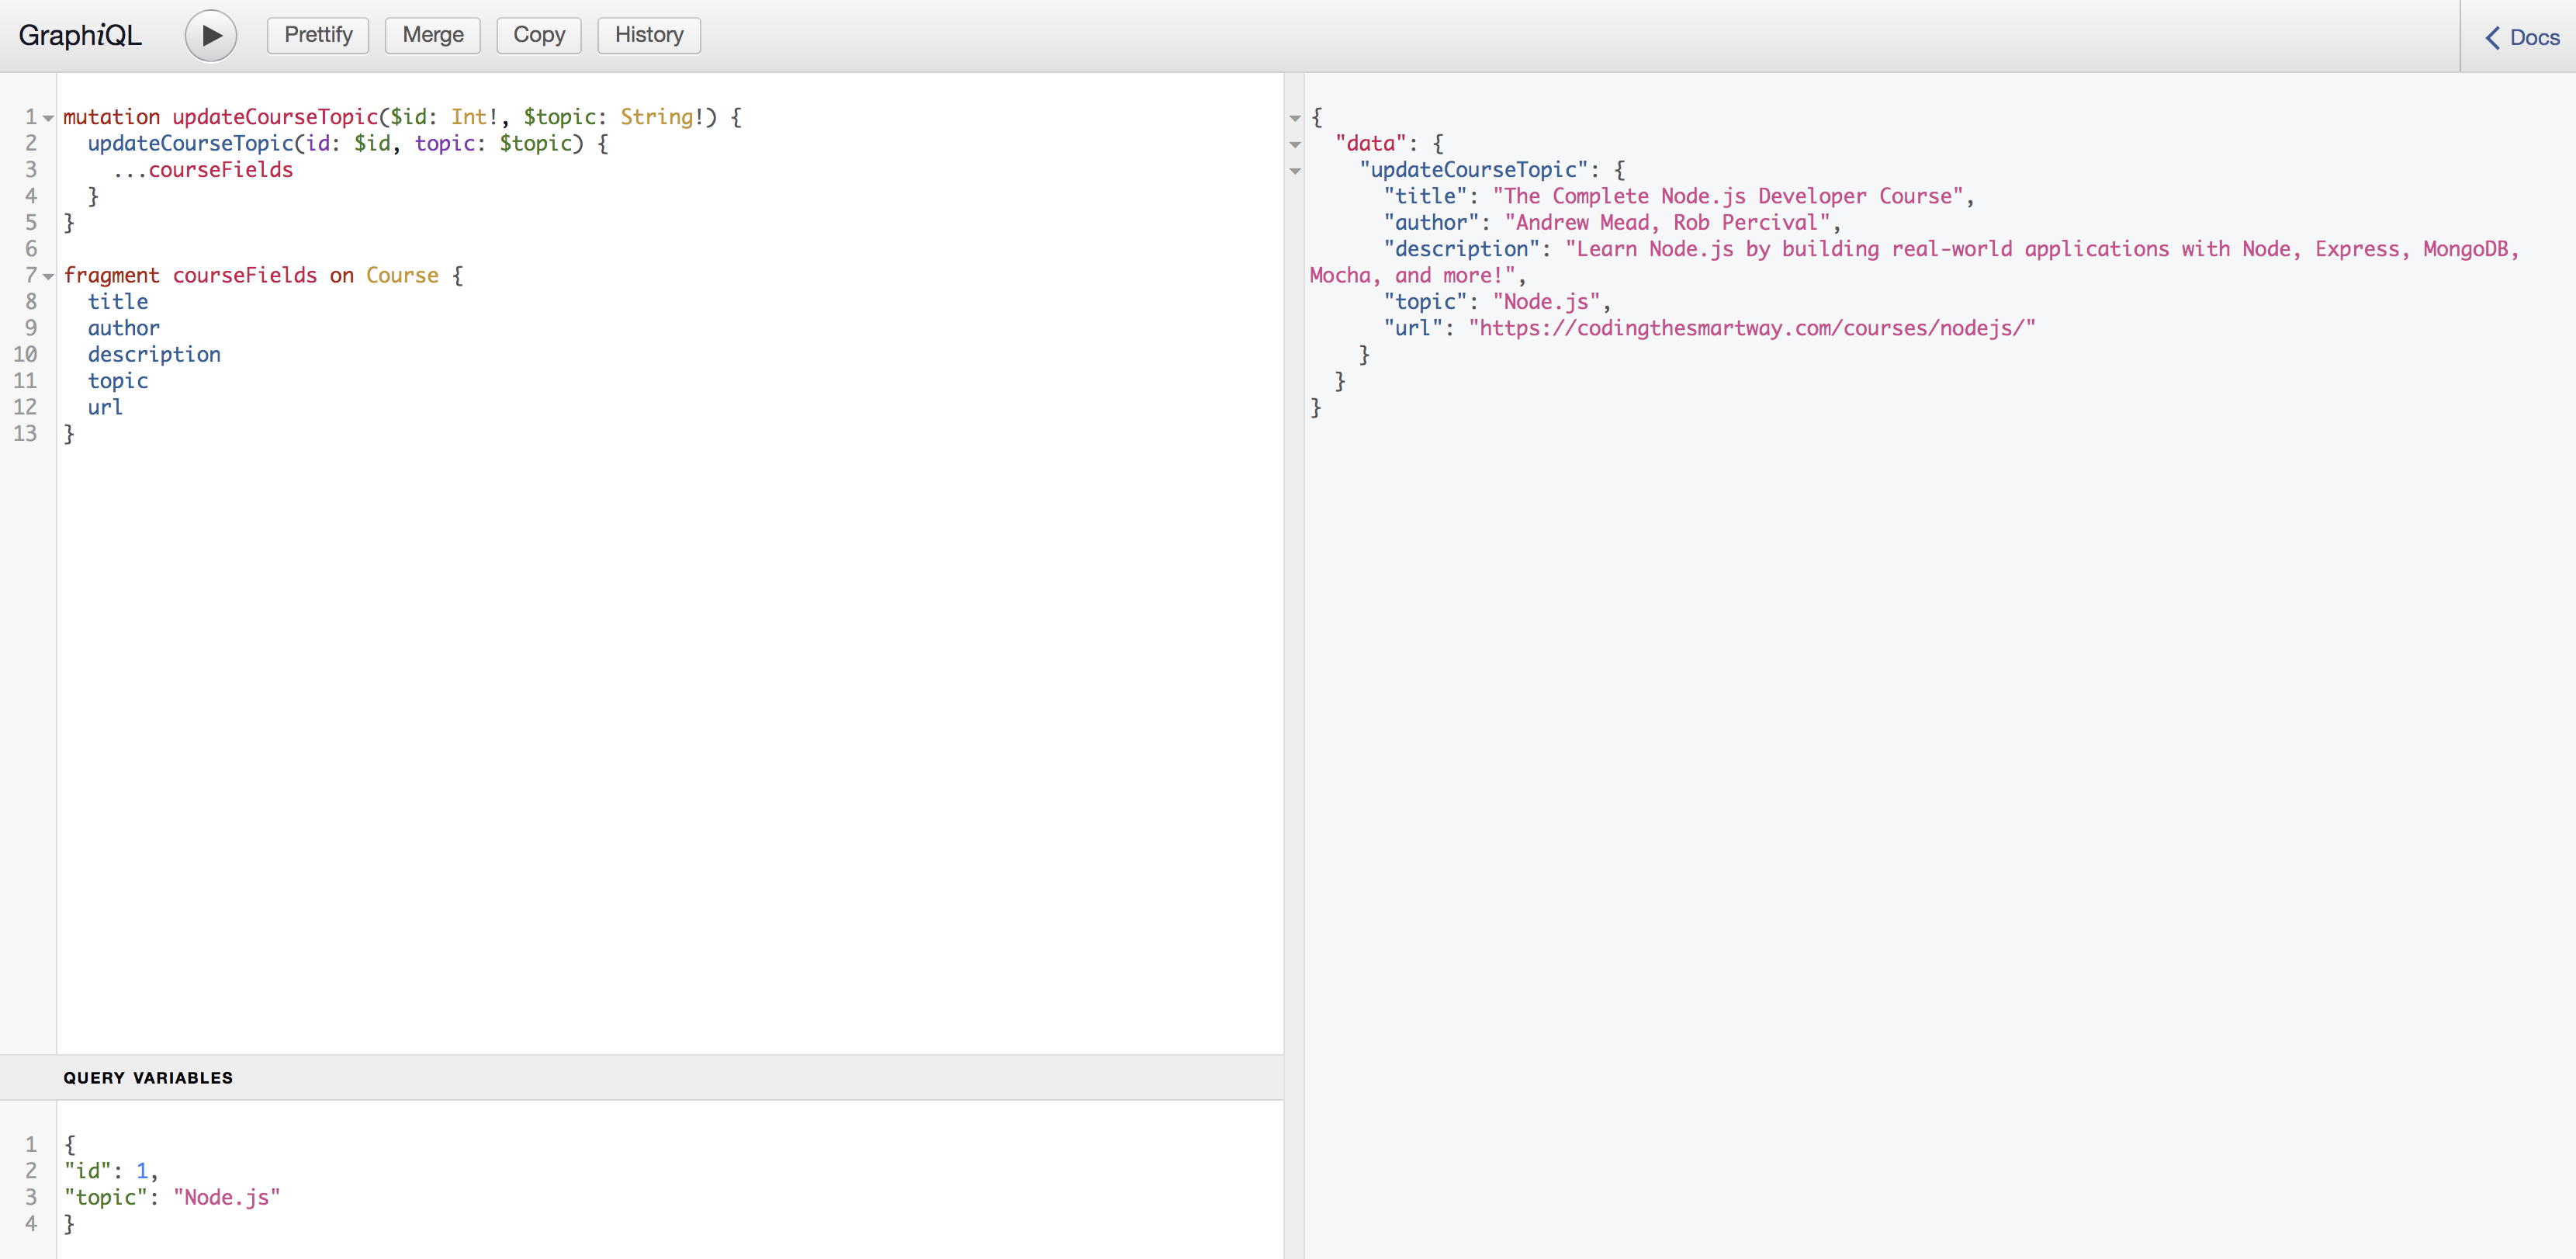 GraphiQL Prettify Merge Copy History Docs
1 mutation updateCourseTopic($id: Int!, $topic: String!) {
2   updateCourseTopic(id: $id, topic: $topic) {
3     ...courseFields
4   }
5 }
6
7 fragment courseFields on Course {
8   title
9   author
10   description
11   topic
12   url
13 }
QUERY VARIABLES
1 {
2 "id": 1,
3 "topic": "Node.js"
4 }
{
  "data": {
    "updateCourseTopic": {
      "title": "The Complete Node.js Developer Course",
      "author": "Andrew Mead, Rob Percival",
      "description": "Learn Node.js by building real-world applications with Node, Express, MongoDB,
Mocha, and more!",
      "topic": "Node.js",
      "url": "https://codingthesmartway.com/courses/nodejs/"
    }
  }
}